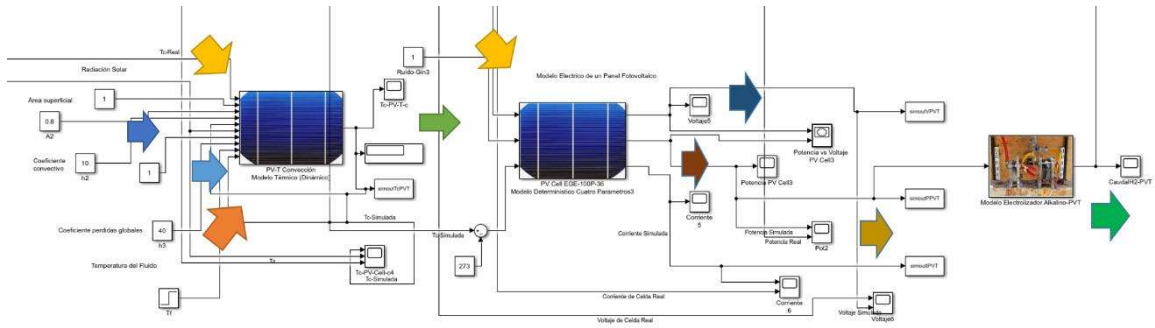 Tc-Real
Radiación Solar
Area superficial
1
0.8
A2
Coeficiente
convectivo
10
h2
1
Coeficiente perdidas globales
40
h3
Temperatura del Fluido
Tf
PV-T Convección
Modelo Térmico (Dinámico)
Tc-PV-T-c
simoutTcPVT
Tc-Simulada
Ta
Tc-PV-Cell-c4
Tc-Simulada
1
Ruido-Gin3
273
Modelo Electrico de un Panel Fotovoltaico
PV Cell EGE-100P-36
Modelo Deterministico Cuatro Parametros3
Voltaje5
Corriente
5
Corriente Simulada
Corriente de Celda Real
Voltaje de Celda Real
Potencia vs Voltaje
PV Cell3
Potencia PV Cell3
Potencia Simulada
Potencia Real
Pot2
Corriente
6
Voltaje Simulado
Voltaje6
simoutVPVT
simoutPPVT
simoutIPVT
Modelo Electrolizador Alkalino-PVT
CaudalH2-PVT